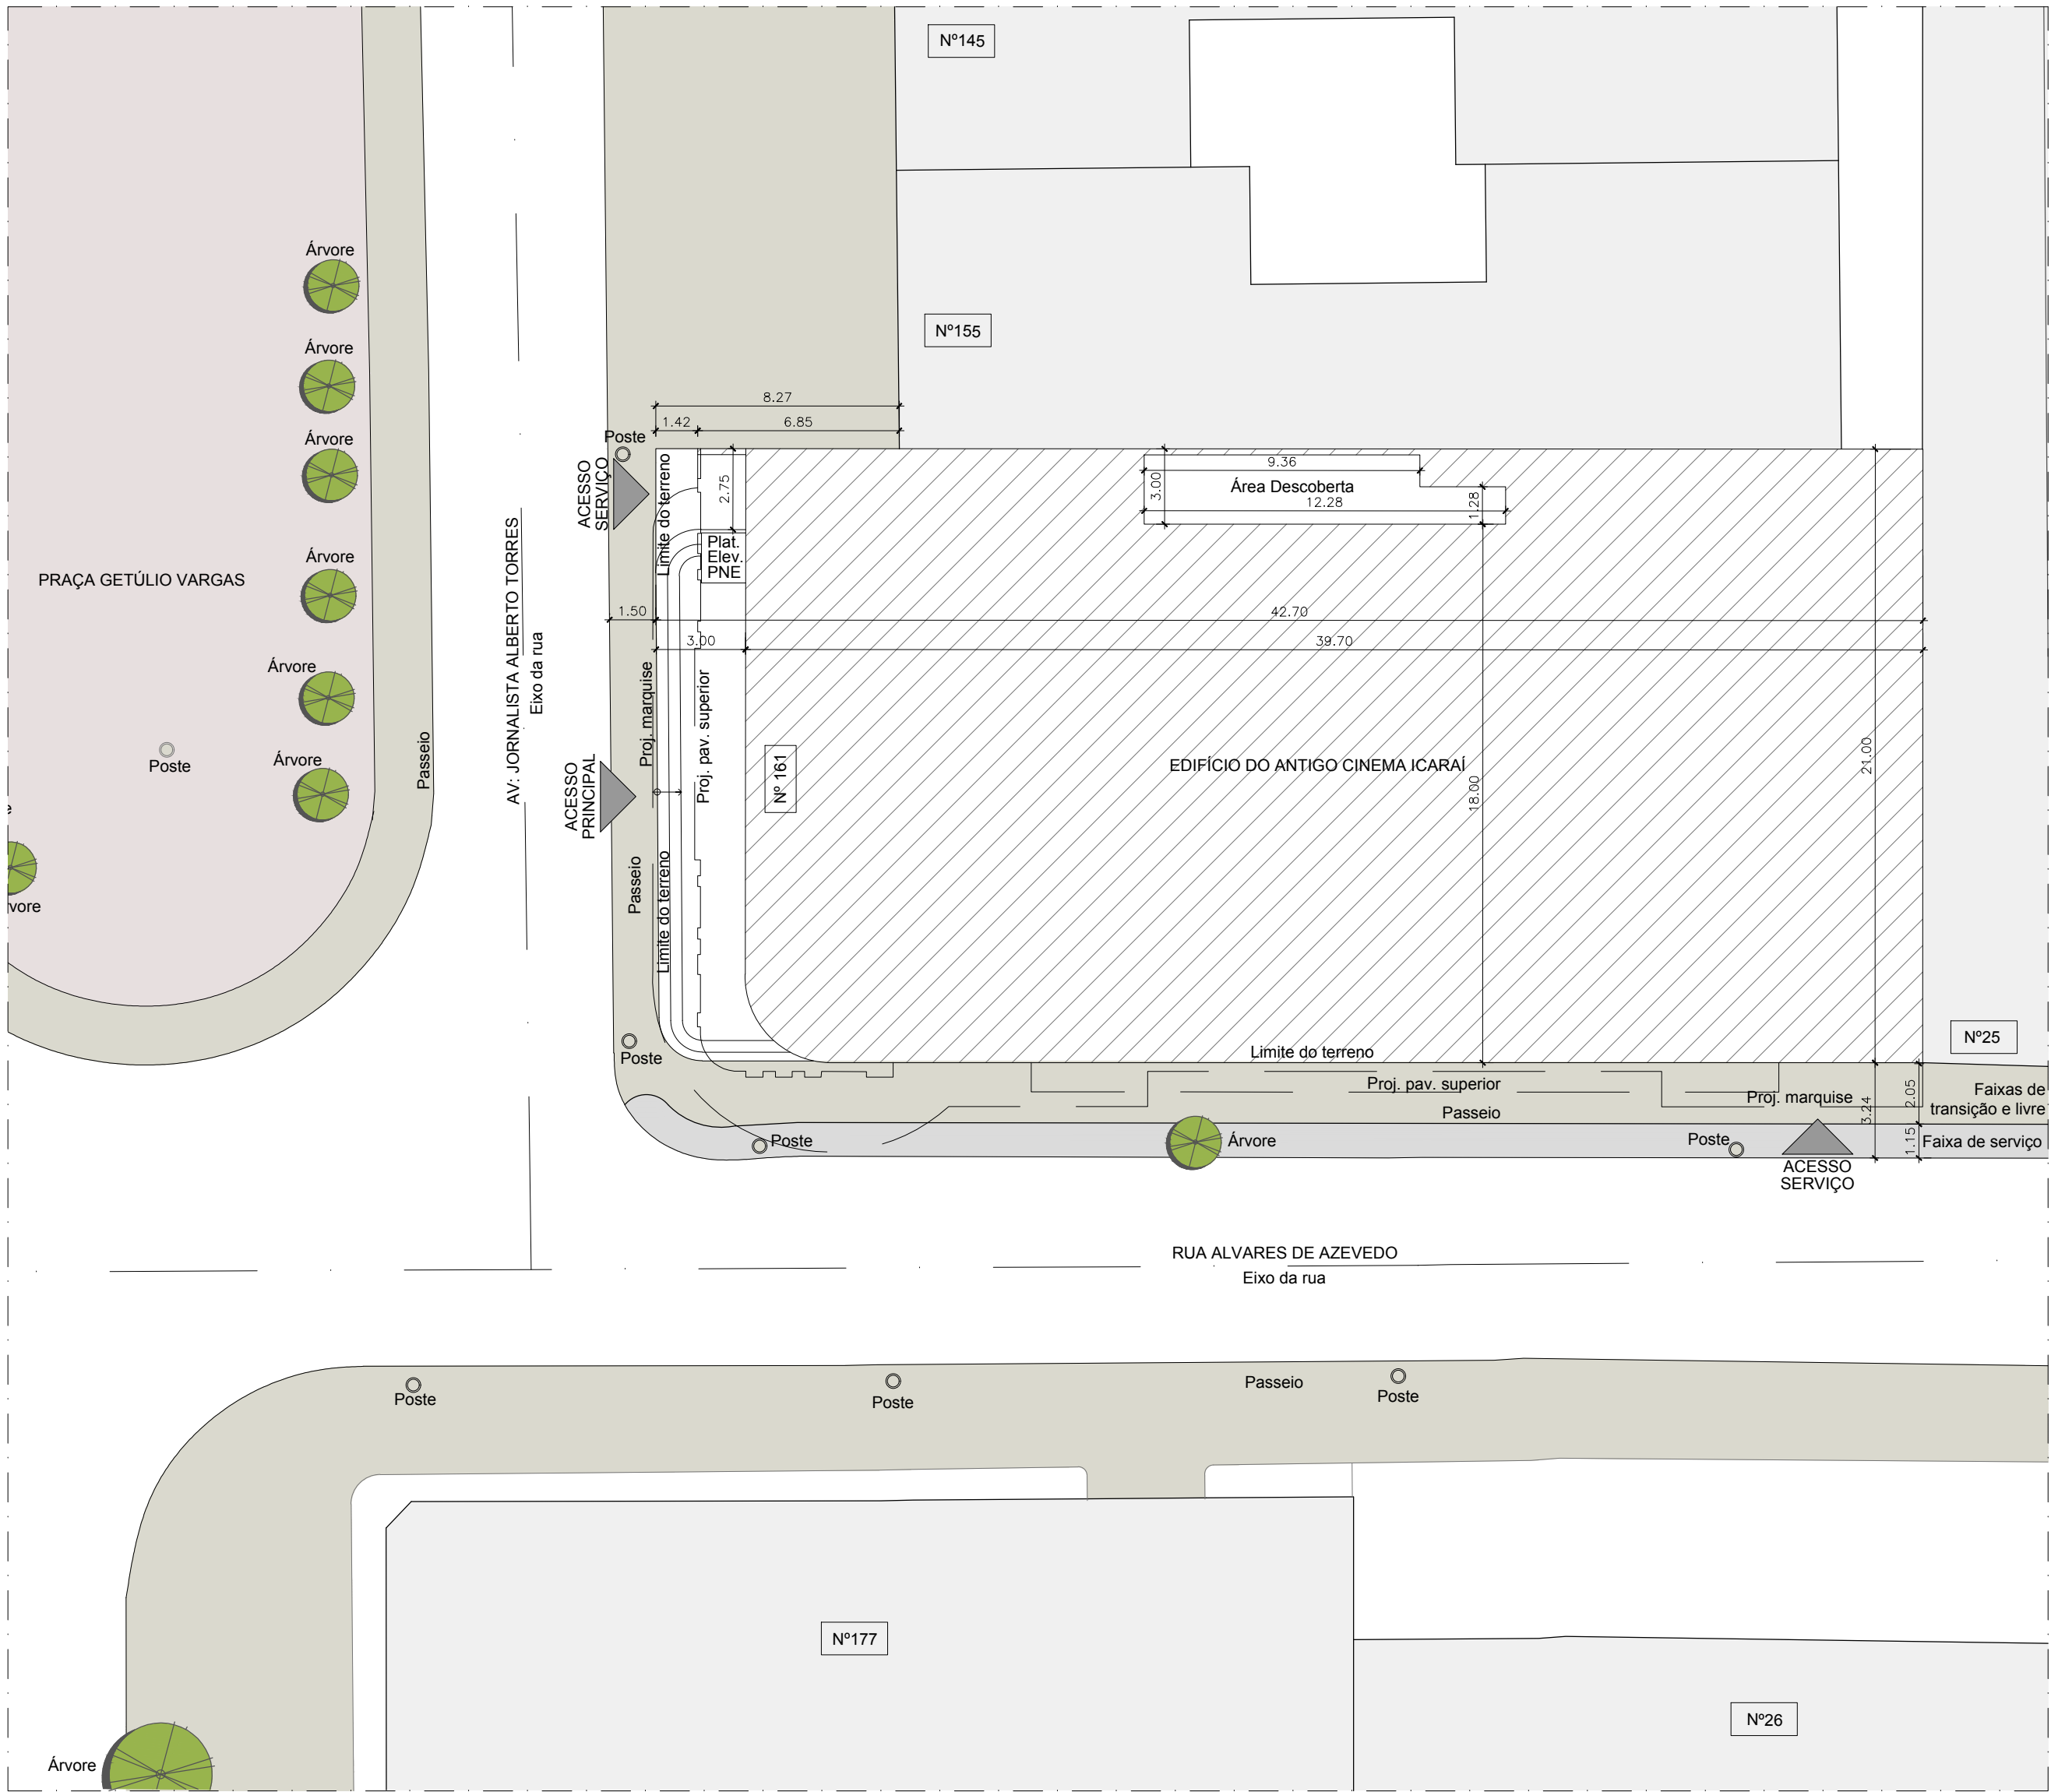 Nº145
Árvore
Nº155
Árvore
8.27
1.42
6.85
Poste
Árvore
ACESSO
SERVIÇO
Limite do terreno
2.75
9.36
3.00
Área Descoberta
12.28
1.28
Árvore
Plat.
Elev.
PNE
PRAÇA GETÚLIO VARGAS
AV: JORNALISTA ALBERTO TORRES
Eixo da rua
1.50
42.70
3.00
39.70
Árvore
Proj. marquise
Proj. pav. superior
Passeio
Poste
Árvore
ACESSO
PRINCIPAL
Nº 161
EDIFÍCIO DO ANTIGO CINEMA ICARAÍ
18.00
21.00
e
vore
Passeio
Limite do terreno
Poste
Limite do terreno
Nº25
Proj. pav. superior
Proj. marquise
2.05
Faixas de
transição e livre
Passeio
3.24
Poste
Árvore
Poste
1.15
Faixa de serviço
ACESSO
SERVIÇO
RUA ALVARES DE AZEVEDO
Eixo da rua
Poste
Poste
Passeio
Poste
Nº177
Nº26
Árvore